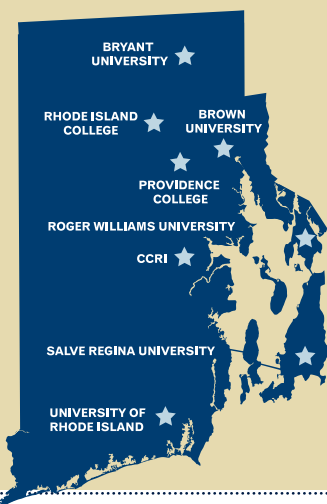 BRYANT
UNIVERSITY
RHODE ISLAND
COLLEGE
BROWN
UNIVERSITY
PROVIDENCE
COLLEGE
ROGER WILLIAMS UNIVERSITY
CCRI
SALVE REGINA UNIVERSITY
UNIVERSITY OF
RHODE ISLAND